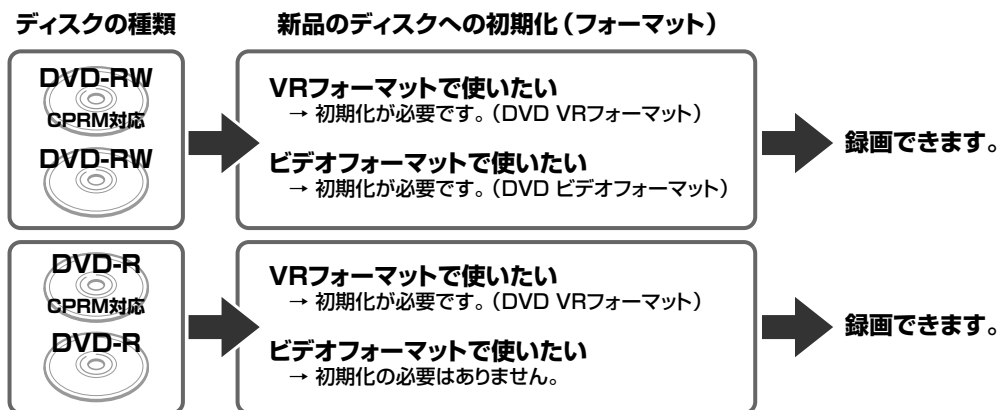 ディスクの種類
新品のディスクへの初期化（フォーマット）
DVD-RW
CPRM対応
DVD-RW
VRフォーマットで使いたい
→ 初期化が必要です。（DVD VRフォーマット）
ビデオフォーマットで使いたい
→ 初期化が必要です。（DVD ビデオフォーマット）
録画できます。
DVD-R
CPRM対応
DVD-R
VRフォーマットで使いたい
→ 初期化が必要です。（DVD VRフォーマット）
ビデオフォーマットで使いたい
→ 初期化の必要はありません。
録画できます。